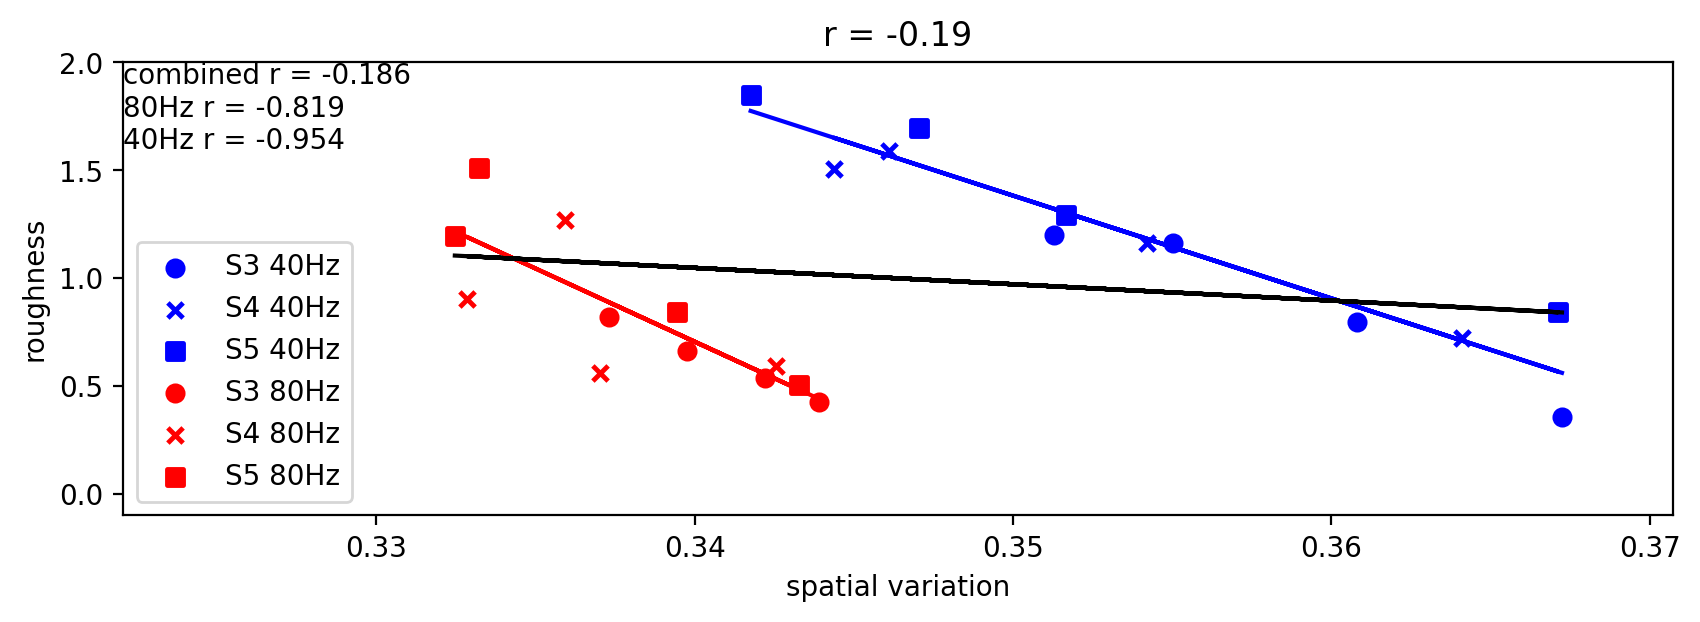 r = -0.19
combined r = -0.186
80Hz r = -0.819
40Hz r = -0.954
2.0
1.5
1.0
0.5
0.0
roughness
S3 40Hz
S4 40Hz
S5 40Hz
S3 80Hz
S4 80Hz
S5 80Hz
0.33 0.34 0.35 0.36 0.37
spatial variation